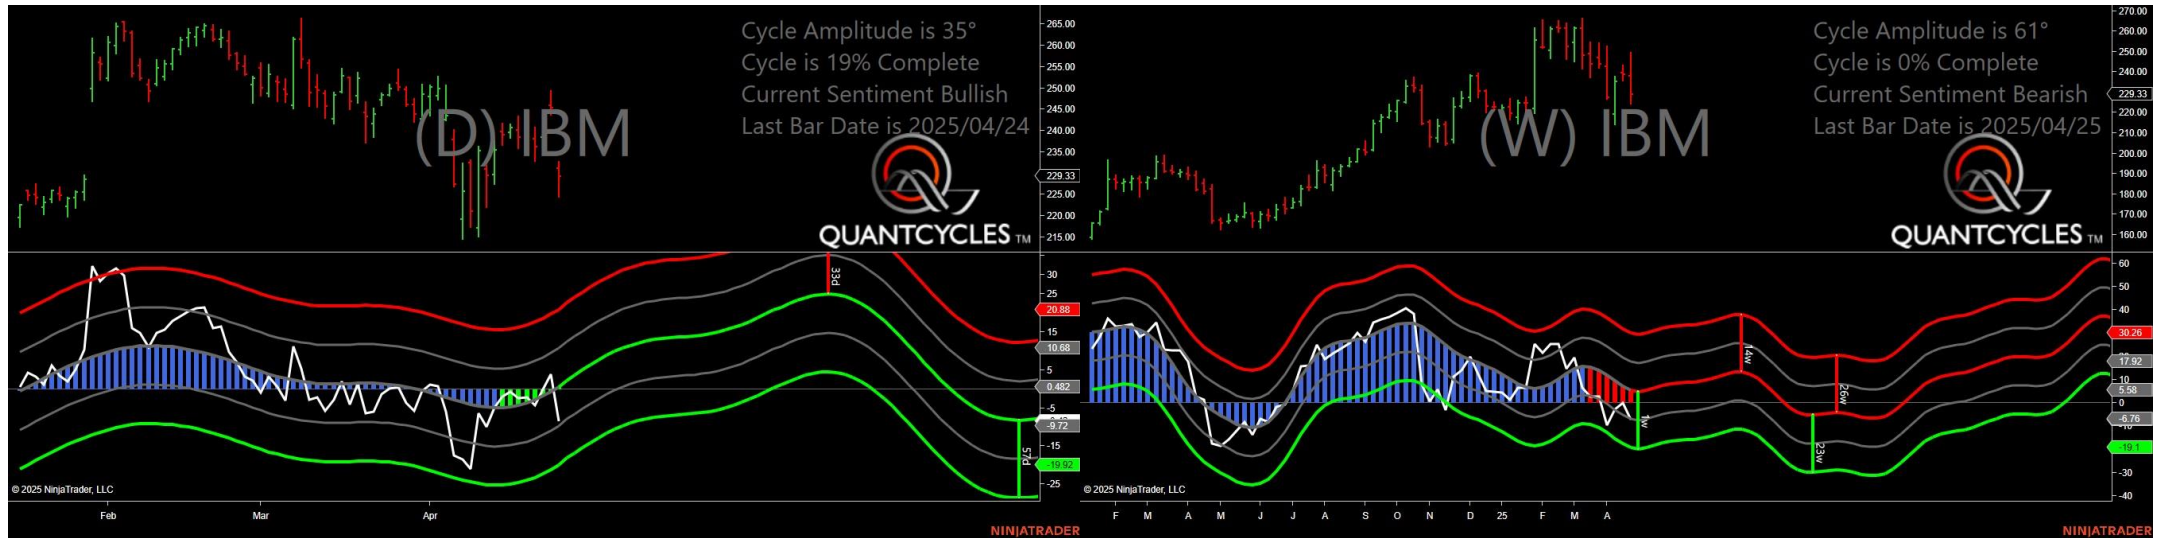 Cycle Amplitude is 35°
Cycle is 19% Complete
Current Sentiment Bullish
Last Bar Date is 2025/04/24
(D) IBM
QUANTCYCLES TM
265.00
260.00
255.00
250.00
245.00
240.00
235.00
229.33
225.00
220.00
215.00
33d
57d
30
25
20.88
15
10.68
5
0.482
-5
-9.72
-15
-19.92
-25
© 2025 NinjaTrader, LLC
Feb Mar Apr
NINJATRADER
Cycle Amplitude is 61°
Cycle is 0% Complete
Current Sentiment Bearish
Last Bar Date is 2025/04/25
(W) IBM
QUANTCYCLES TM
270.00
260.00
250.00
240.00
229.33
220.00
210.00
200.00
190.00
180.00
170.00
160.00
14w
26w
1w
23w
60
50
40
30.26
17.92
10
5.58
0
-6.76
-19.1
-30
-40
© 2025 NinjaTrader, LLC
F M A M J J A S O N D 25 F M A
NINJATRADER